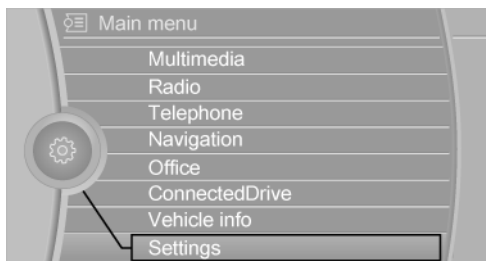 Main menu
Multimedia
Radio
Telephone
Navigation
Office
ConnectedDrive
Vehicle info
Settings